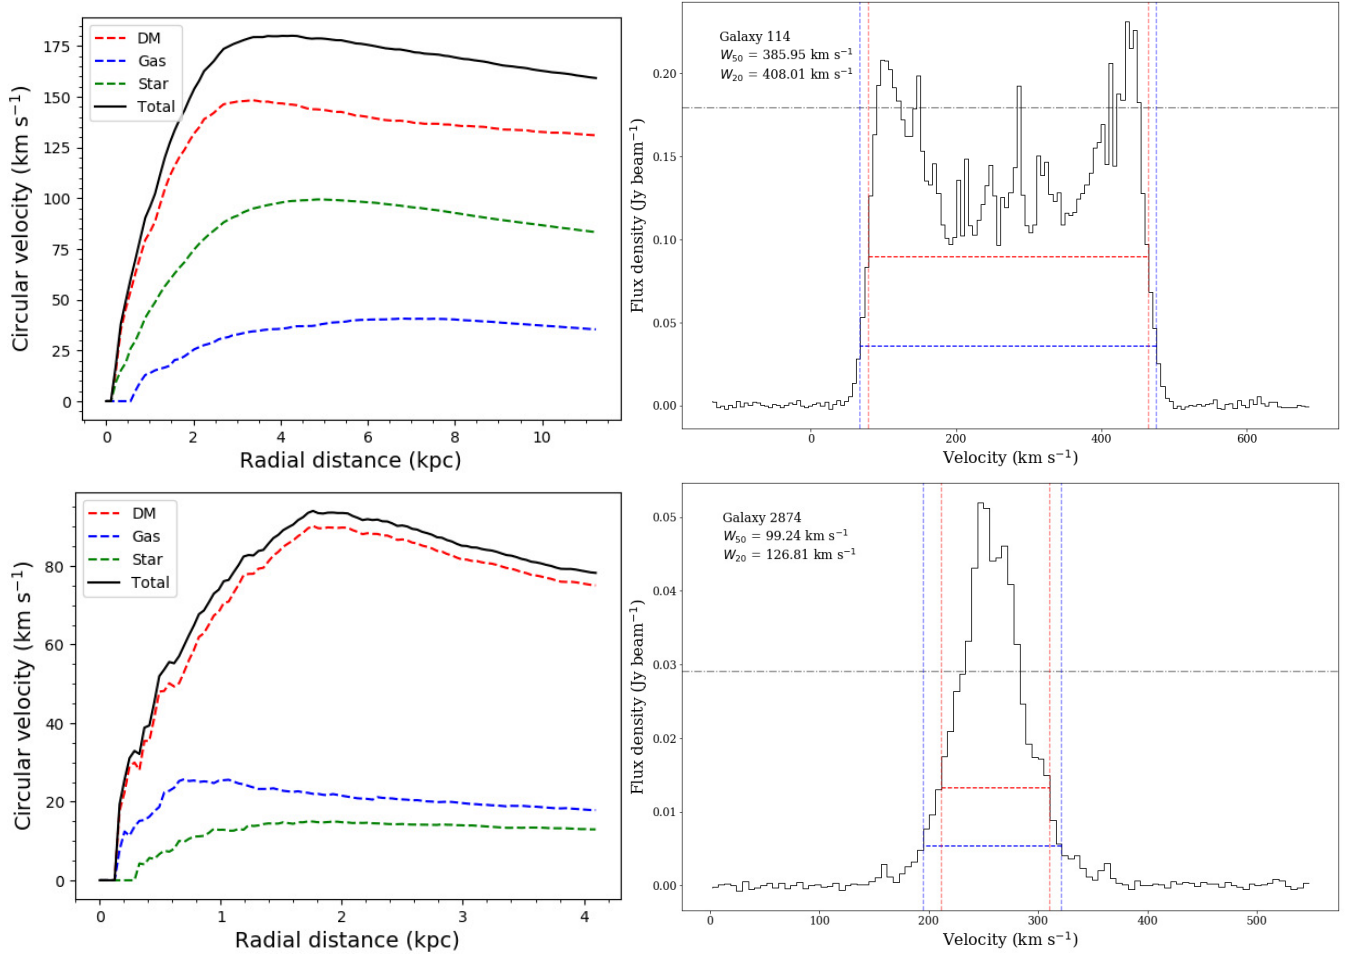 DM
Gas
Star
Total
Circular velocity (km s⁻¹)
175
150
125
100
75
50
25
0
0 2 4 6 8 10
Radial distance (kpc)
Galaxy 114
W₅₀ = 385.95 km s⁻¹
W₂₀ = 408.01 km s⁻¹
Flux density (Jy beam⁻¹)
0.20
0.15
0.10
0.05
0.00
0 200 400 600
Velocity (km s⁻¹)
DM
Gas
Star
Total
Circular velocity (km s⁻¹)
80
60
40
20
0
0 1 2 3 4
Radial distance (kpc)
Galaxy 2874
W₅₀ = 99.24 km s⁻¹
W₂₀ = 126.81 km s⁻¹
Flux density (Jy beam⁻¹)
0.05
0.04
0.03
0.02
0.01
0.00
0 100 200 300 400 500
Velocity (km s⁻¹)